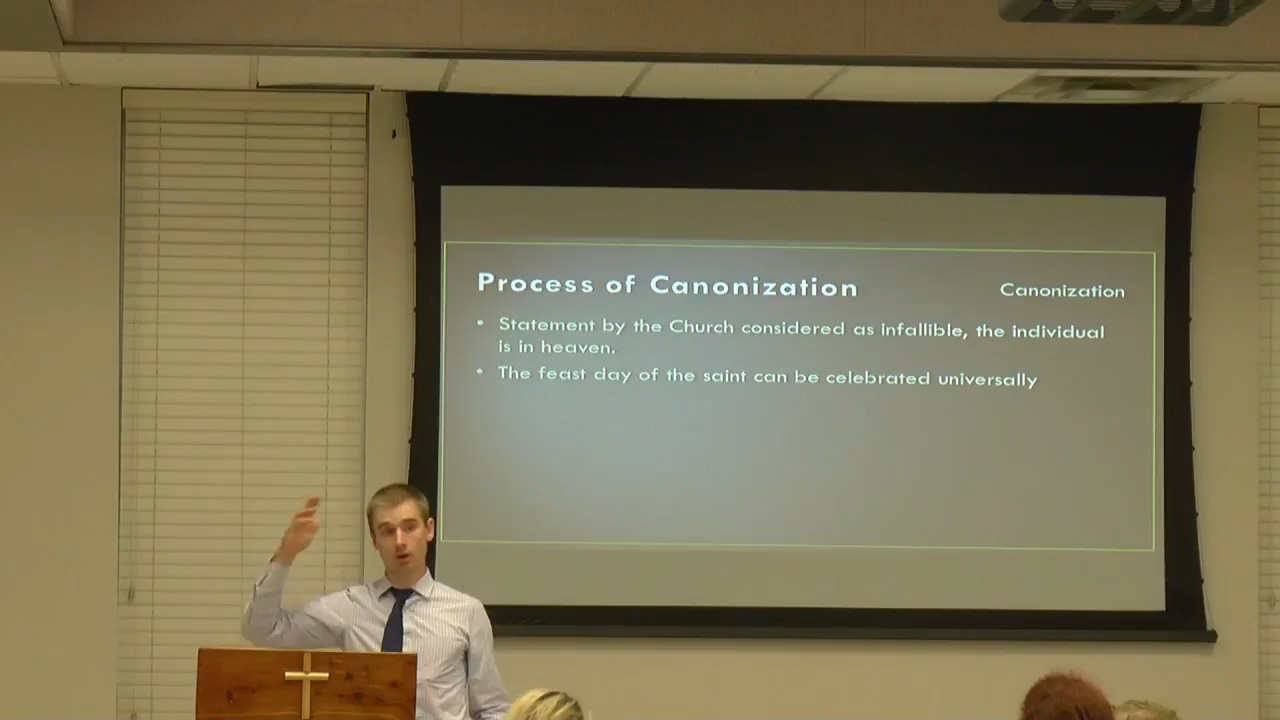 Process of Canonization
Canonization
• Statement by the Church considered as infallible, the individual
is in heaven.
• The feast day of the saint can be celebrated universally